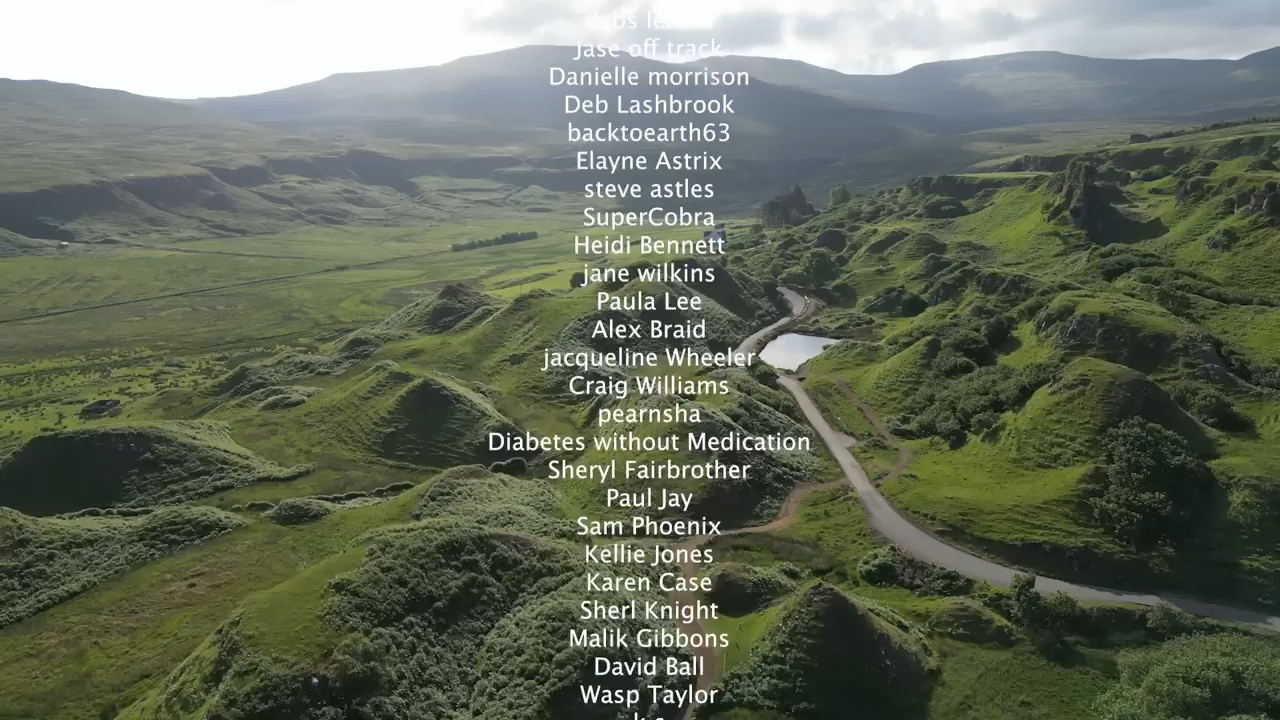 Jase off track
Danielle morrison
Deb Lashbrook
backtoearth63
Elayne Astrix
steve astles
SuperCobra
Heidi Bennett
jane wilkins
Paula Lee
Alex Braid
jacqueline Wheeler
Craig Williams
pearnsha
Diabetes without Medication
Sheryl Fairbrother
Paul Jay
Sam Phoenix
Kellie Jones
Karen Case
Sherl Knight
Malik Gibbons
David Ball
Wasp Taylor